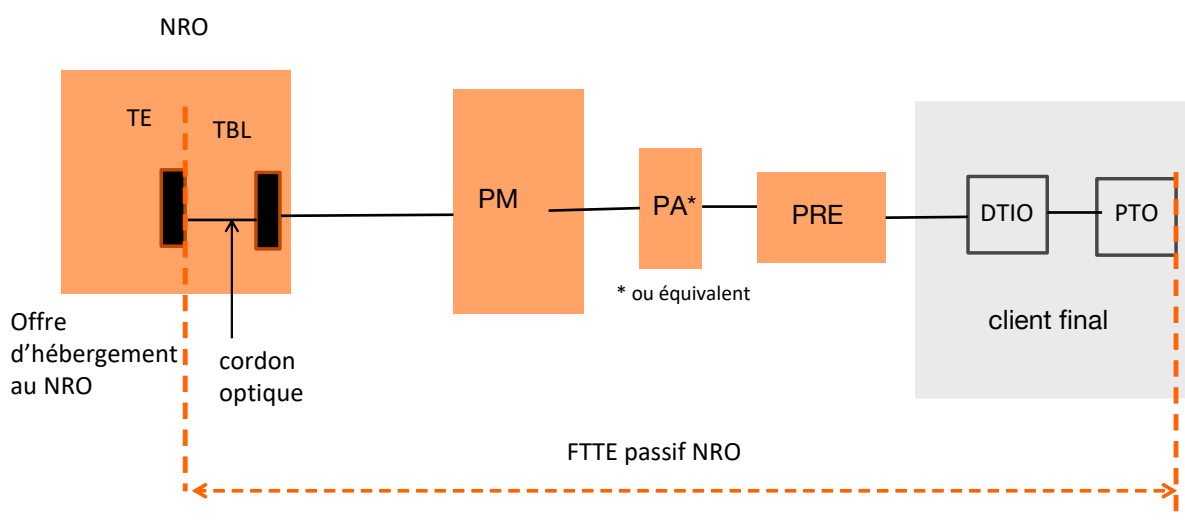 NRO
TE
TBL
PM
PA*
PRE
DTIO
PTO
* ou équivalent
client final
Offre
d’hébergement
au NRO
cordon
optique
FTTE passif NRO